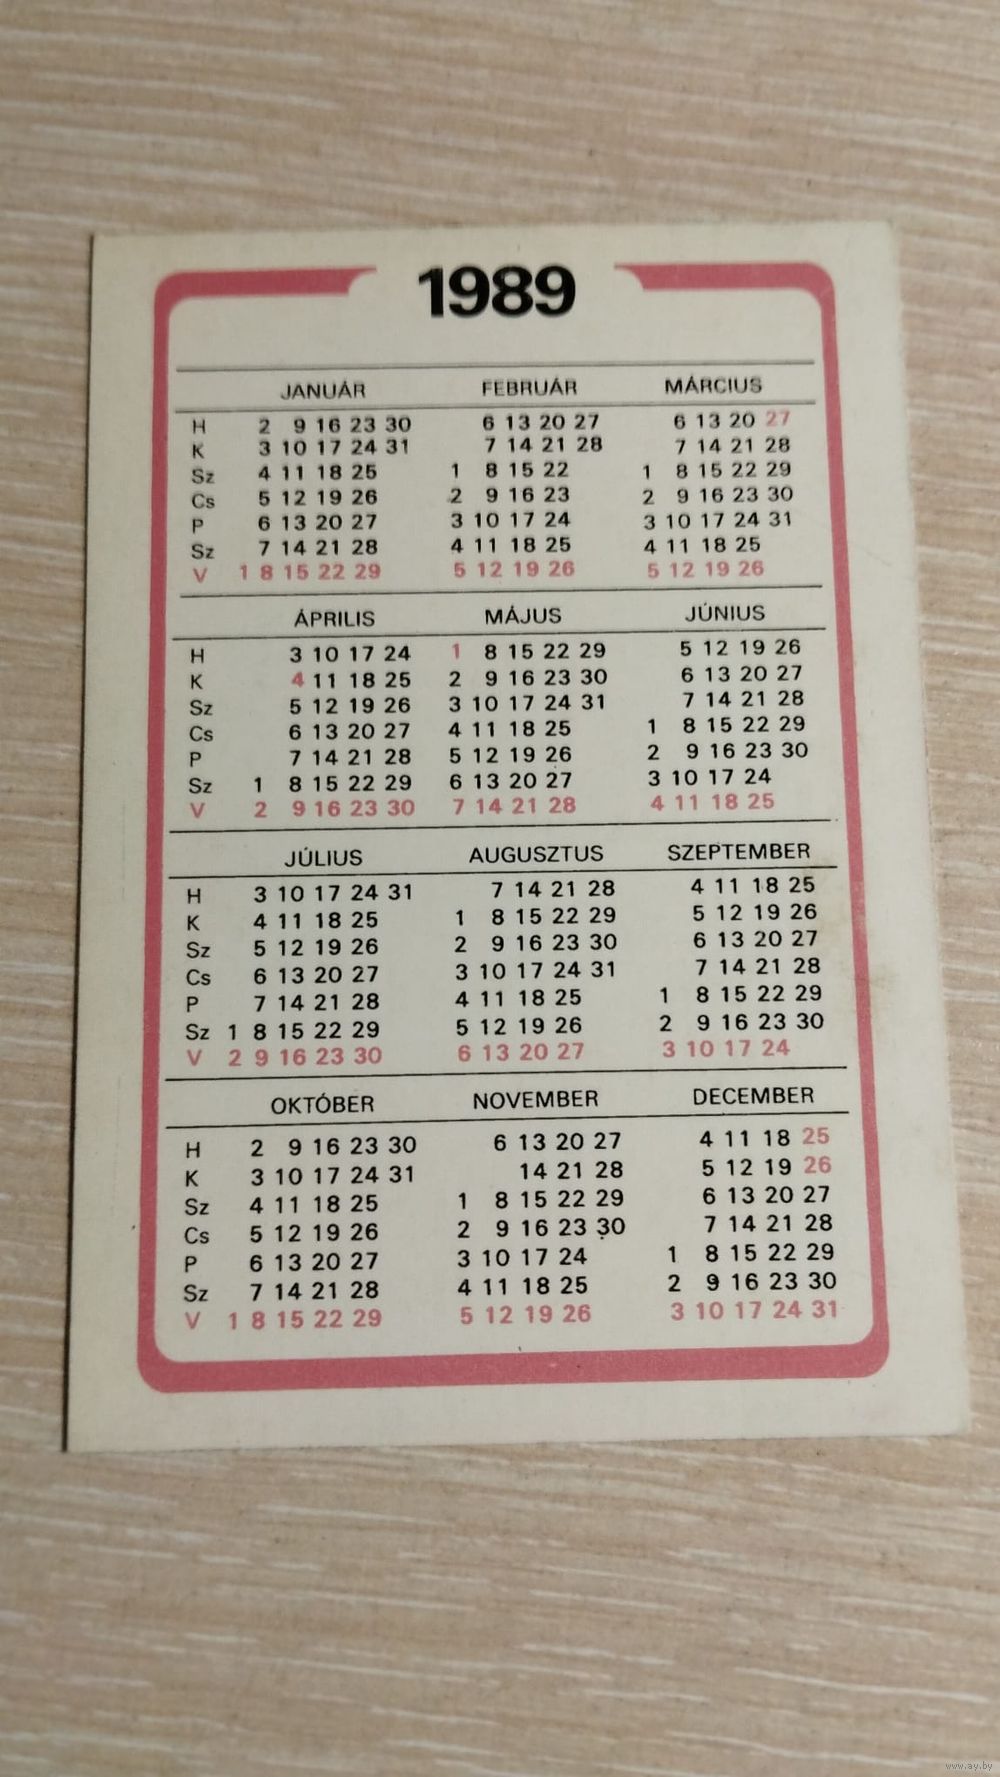 1989
JANUÁR FEBRUÁR MÁRCIUS
H 2 9 16 23 30 6 13 20 27 6 13 20 27
K 3 10 17 24 31 7 14 21 28 7 14 21 28
Sz 4 11 18 25 1 8 15 22 1 8 15 22 29
Cs 5 12 19 26 2 9 16 23 2 9 16 23 30
P 6 13 20 27 3 10 17 24 3 10 17 24 31
Sz 7 14 21 28 4 11 18 25 4 11 18 25
V 1 8 15 22 29 5 12 19 26 5 12 19 26
ÁPRILIS MÁJUS JÚNIUS
H 3 10 17 24 1 8 15 22 29 5 12 19 26
K 4 11 18 25 2 9 16 23 30 6 13 20 27
Sz 5 12 19 26 3 10 17 24 31 7 14 21 28
Cs 6 13 20 27 4 11 18 25 1 8 15 22 29
P 7 14 21 28 5 12 19 26 2 9 16 23 30
Sz 1 8 15 22 29 6 13 20 27 3 10 17 24
V 2 9 16 23 30 7 14 21 28 4 11 18 25
JÚLIUS AUGUSZTUS SZEPTEMBER
H 3 10 17 24 31 7 14 21 28 4 11 18 25
K 4 11 18 25 1 8 15 22 29 5 12 19 26
Sz 5 12 19 26 2 9 16 23 30 6 13 20 27
Cs 6 13 20 27 3 10 17 24 31 7 14 21 28
P 7 14 21 28 4 11 18 25 1 8 15 22 29
Sz 1 8 15 22 29 5 12 19 26 2 9 16 23 30
V 2 9 16 23 30 6 13 20 27 3 10 17 24
OKTÓBER NOVEMBER DECEMBER
H 2 9 16 23 30 6 13 20 27 4 11 18 25
K 3 10 17 24 31 14 21 28 5 12 19 26
Sz 4 11 18 25 1 8 15 22 29 6 13 20 27
Cs 5 12 19 26 2 9 16 23 30 7 14 21 28
P 6 13 20 27 3 10 17 24 1 8 15 22 29
Sz 7 14 21 28 4 11 18 25 2 9 16 23 30
V 1 8 15 22 29 5 12 19 26 3 10 17 24 31
www.ay.by